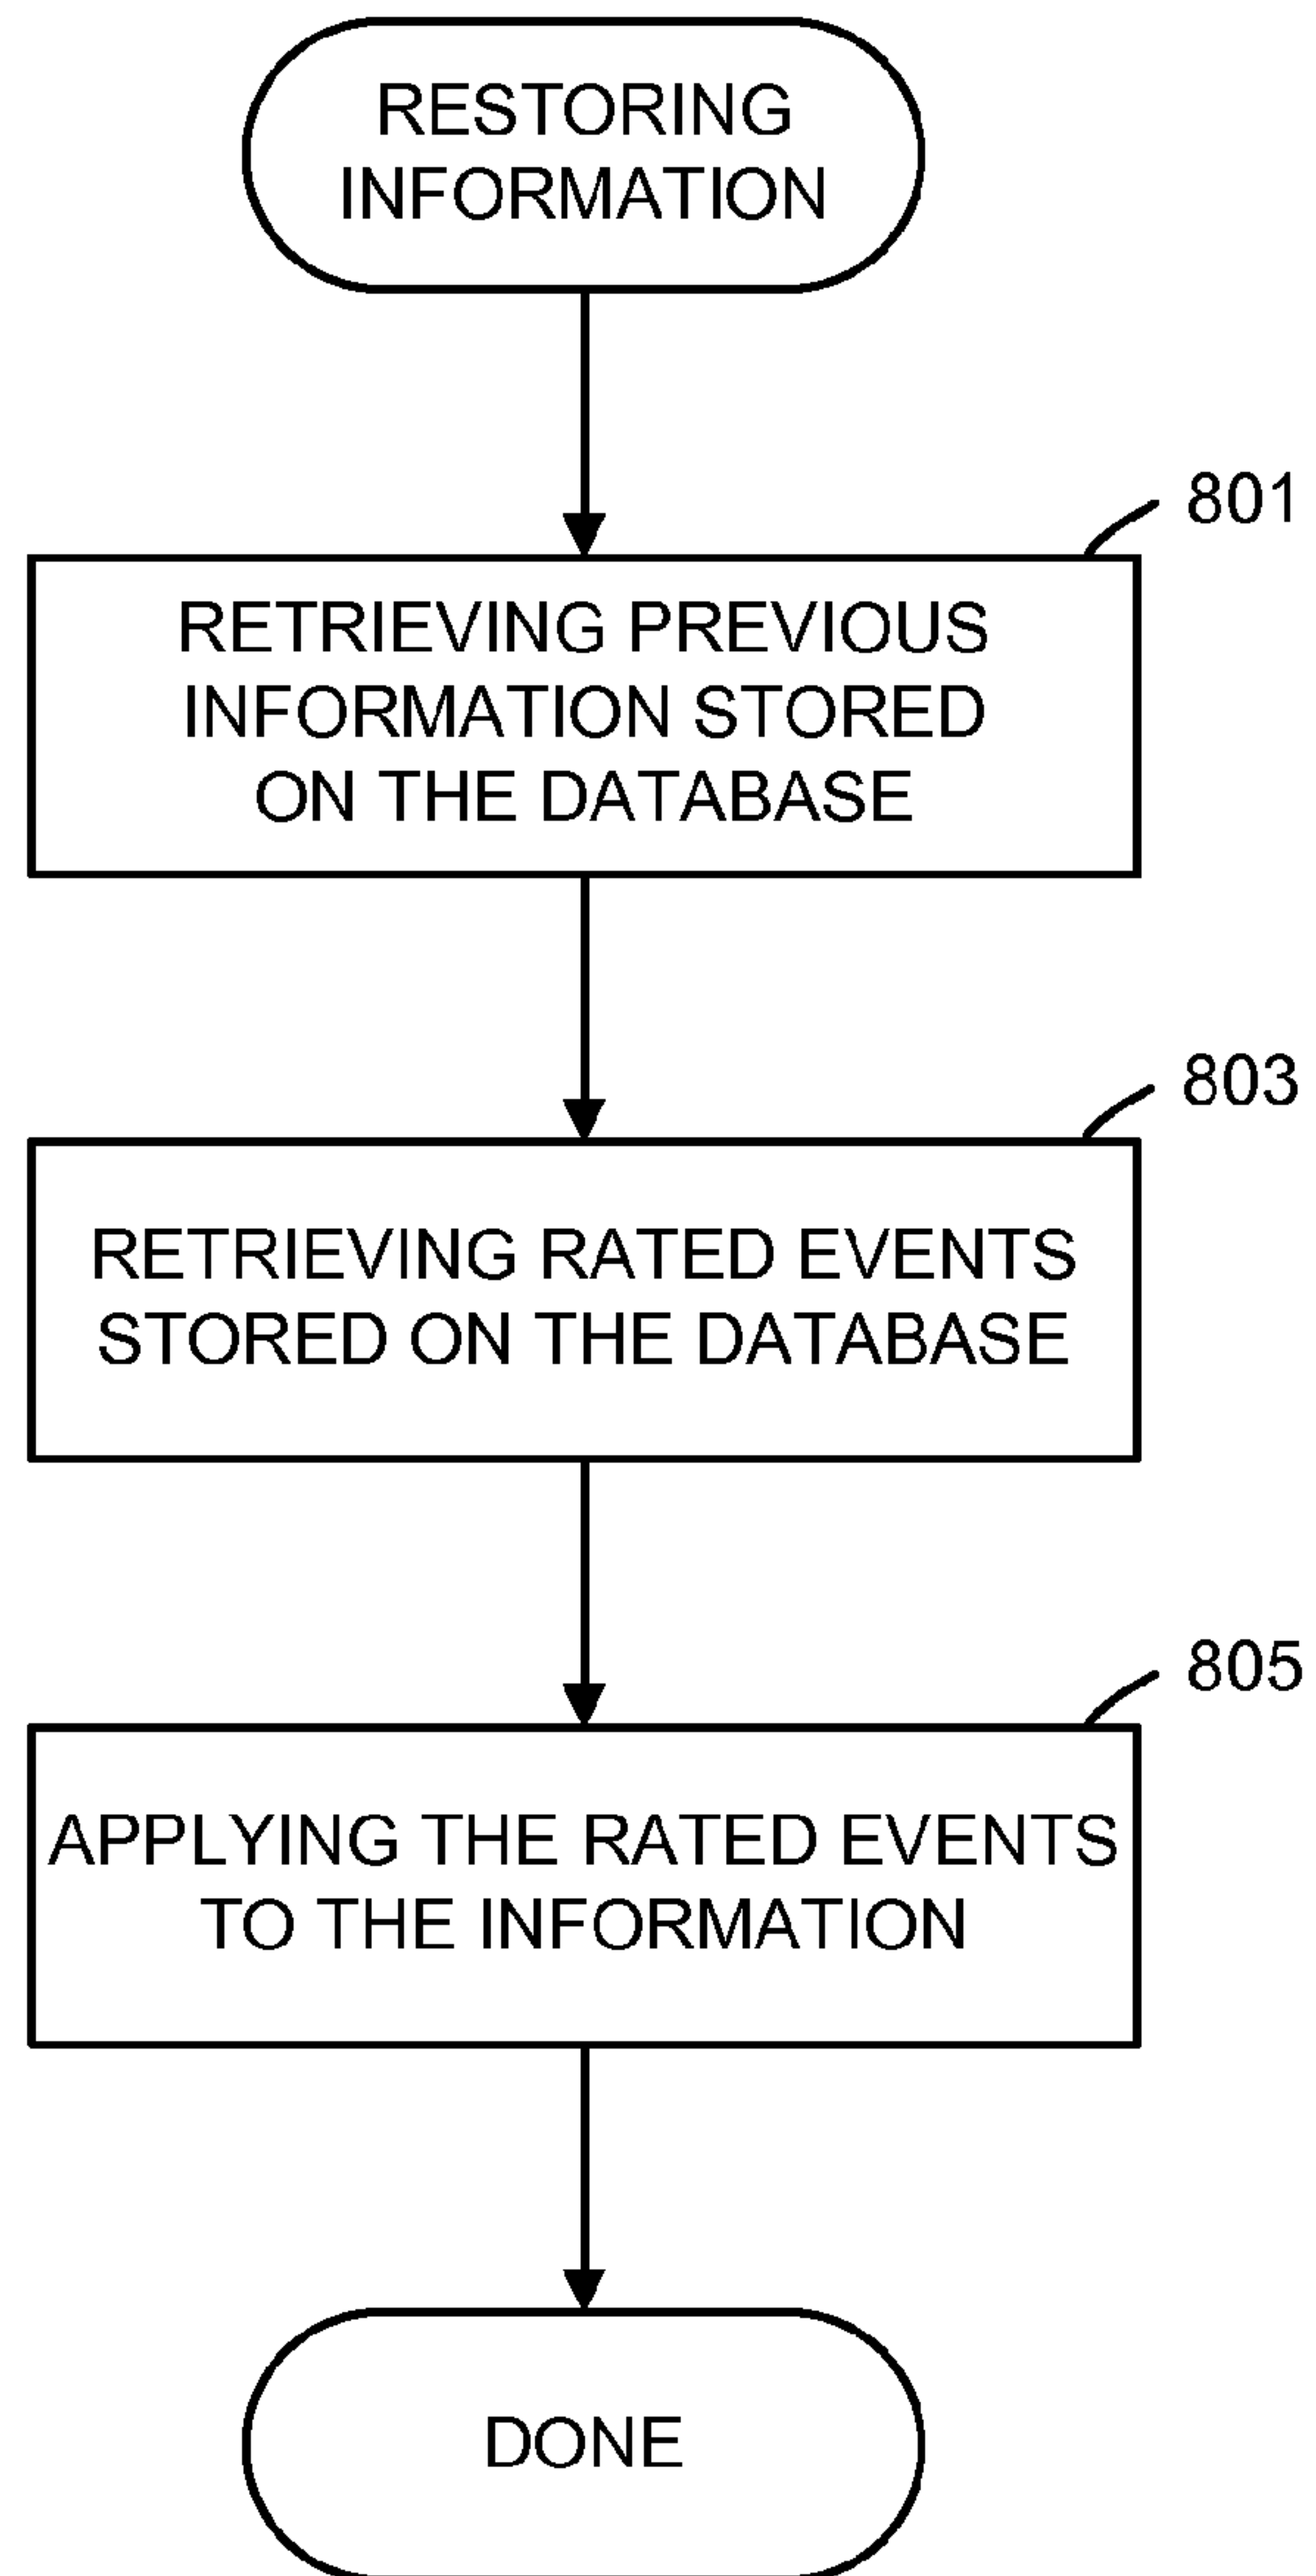 RESTORING
INFORMATION
801
RETRIEVING PREVIOUS
INFORMATION STORED
ON THE DATABASE
803
RETRIEVING RATED EVENTS
STORED ON THE DATABASE
805
APPLYING THE RATED EVENTS
TO THE INFORMATION
DONE